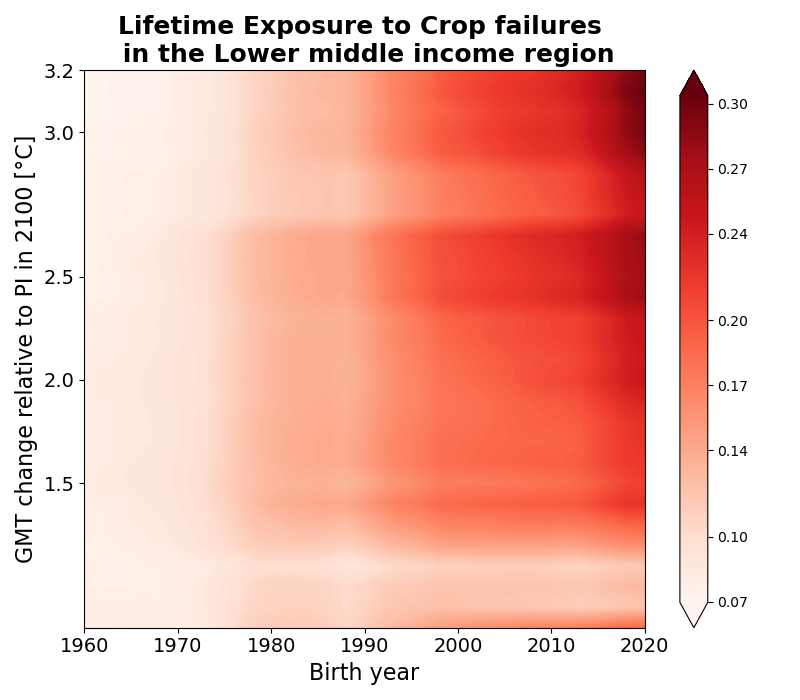 Lifetime Exposure to Crop failures
in the Lower middle income region
GMT change relative to PI in 2100 [°C]
3.2
3.0
2.5
2.0
1.5
1960 1970 1980 1990 2000 2010 2020
Birth year
0.30
0.27
0.24
0.20
0.17
0.14
0.10
0.07